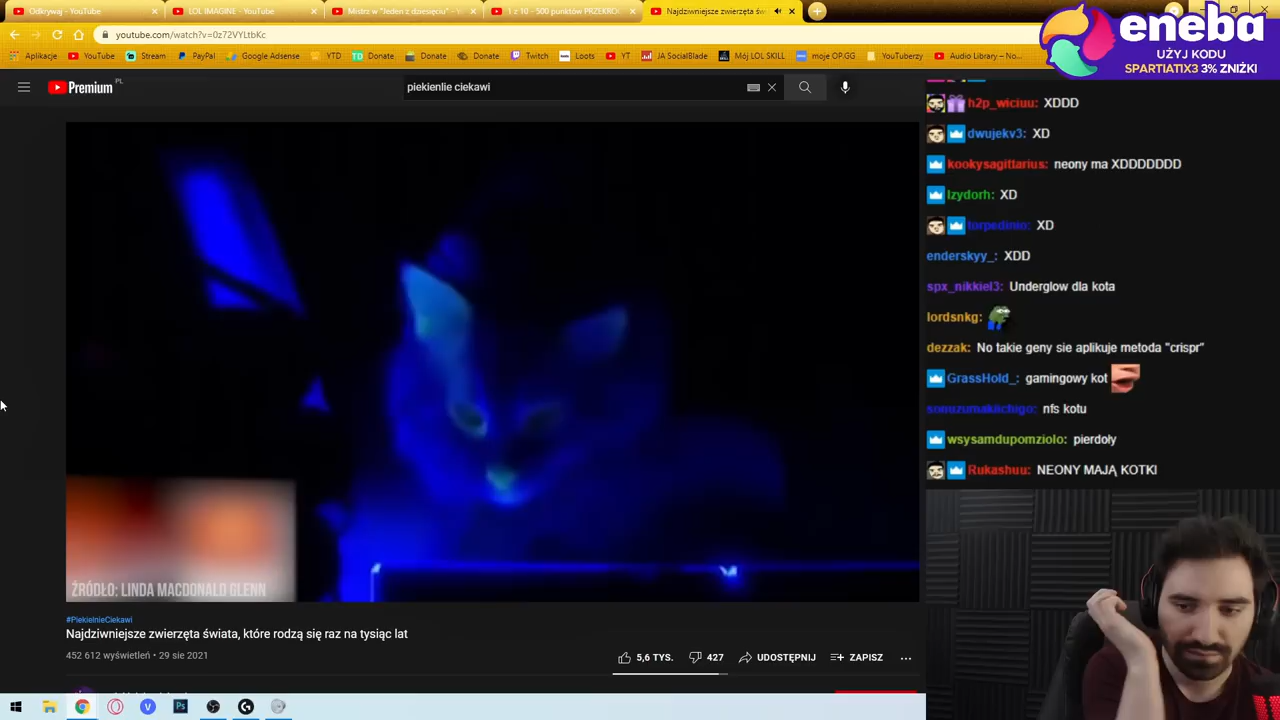 Odkrywaj - YouTube
LOL IMAGINE - YouTube
Mistrz w "Jeden z dziesięciu" - Y
1 z 10 - 500 punktów PRZEKRO
Najdziwniejsze zwierzęta św
youtube.com/watch?v=0z72VYLtbKc
Aplikacje
YouTube
Stream
PayPal
Google Adsense
YTD
Donate
Donate
Donate
Twitch
Loots
YT
JA SocialBlade
Mój LOL SKILL
moje OP.GG
YouTuberzy
Audio Library – No...
eneba
UŻYJ KODU
SPARTIATIX3 3% ZNIŻKI
Premium PL
piekienlie ciekawi
h2p_wiciuu: XDDD
dwujekv3: XD
kookysagittarius: neony ma XDDDDDDD
Izydorh: XD
torpedinio: XD
enderskyy_: XDD
spx_nikkiel3: Underglow dla kota
lordsnkg:
dezzak: No takie geny sie aplikuje metoda "crispr"
GrassHold_: gamingowy kot
sonuzumakiichigo: nfs kotu
wsysamdupomziolo: pierdoły
Rukashuu: NEONY MAJĄ KOTKI
ŹRÓDŁO: LINDA MACDONALD GLENN
#PiekielnieCiekawi
Najdziwniejsze zwierzęta świata, które rodzą się raz na tysiąc lat
452 612 wyświetleń • 29 sie 2021
5,6 TYS.
427
UDOSTĘPNIJ
ZAPISZ